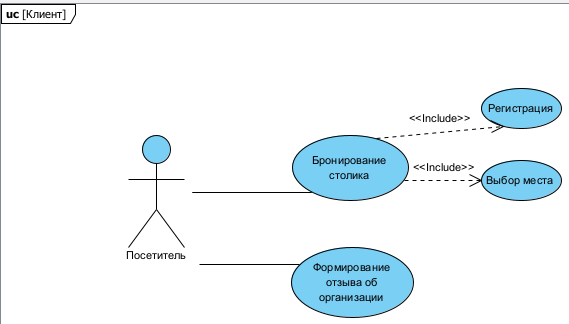 uc [Клиент]
Регистрация
<<Include>>
Бронирование
столика
<<Include>>
Выбор места
Посетитель
Формирование
отзыва об
организации